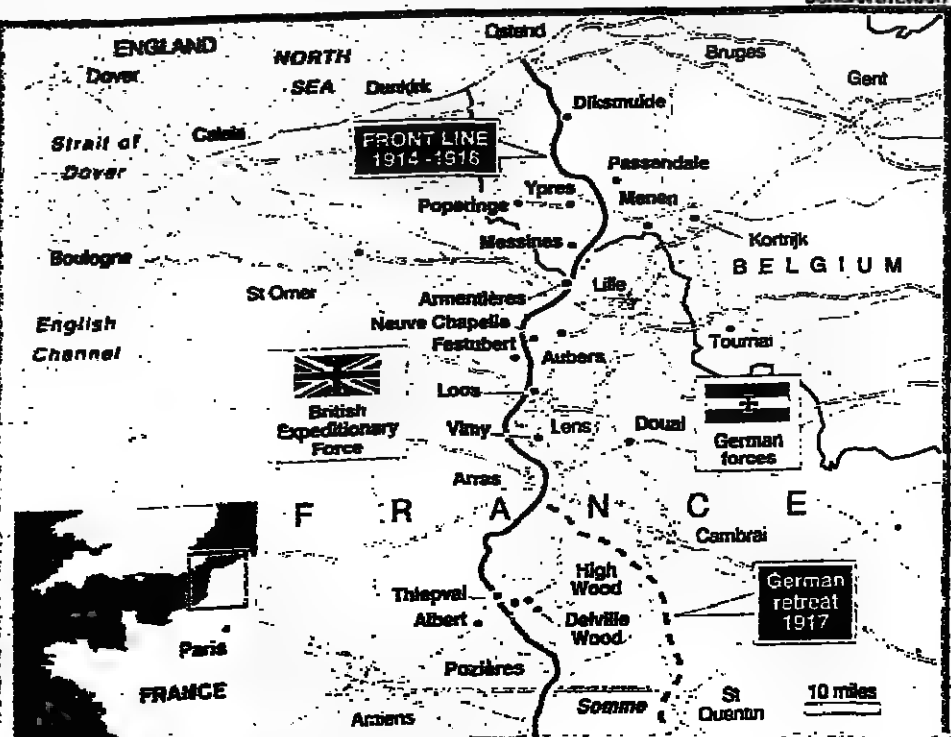 ENGLAND
NORTH
SEA
Ostend
Bruges
Gent
Dover
Dunkirk
Diksmuide
Strait of
Dover
Calais
FRONT LINE
1914-1916
Passendale
Ypres
Menen
Poperinge
Messines
Kortrijk
Boulogne
BELGIUM
St Omer
Lille
Armentières
English
Channel
Neuve Chapelle
Festubert
Aubers
Tournai
British
Expeditionary
Force
Loos
German
forces
Vimy
Lens
Douai
Arras
FRANCE
Cambrai
High
Wood
Thiepval
Albert
Delville
Wood
German
retreat
1917
Paris
FRANCE
Pozières
Somme
St
Quentin
10 miles
Amiens